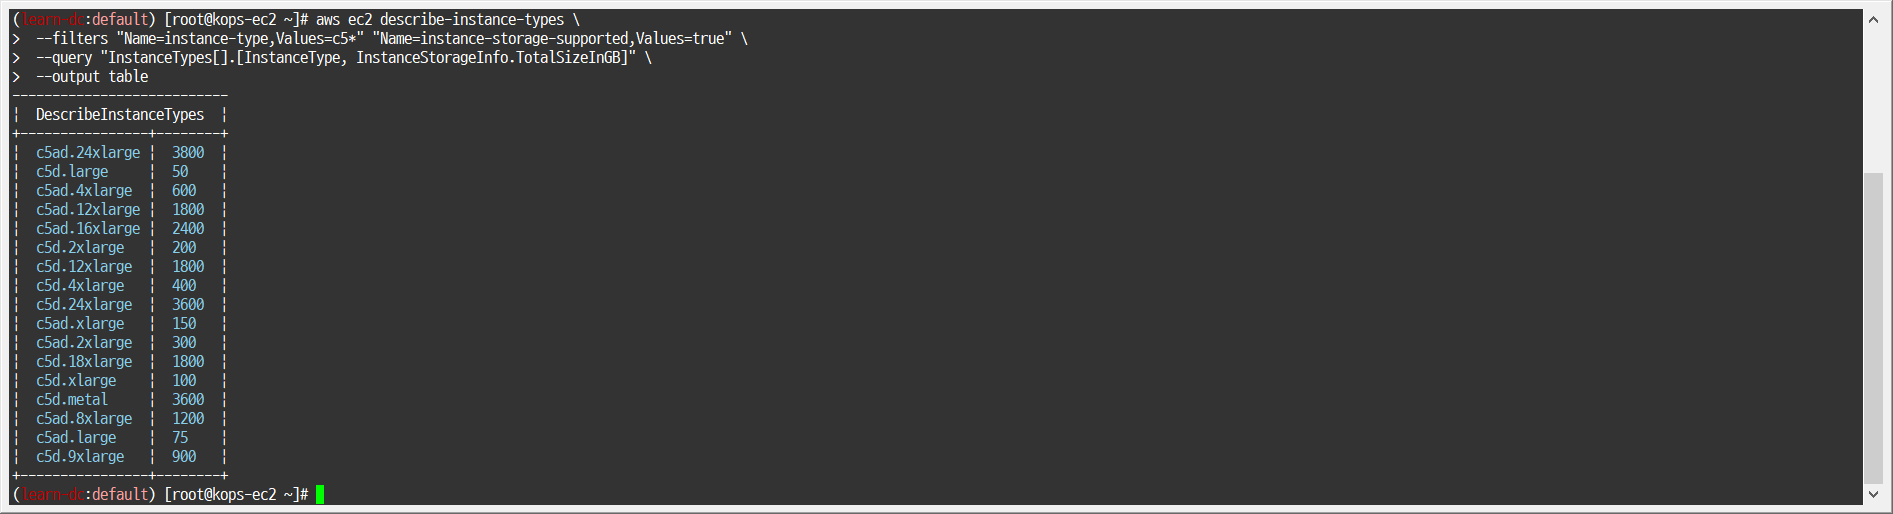 (learn-dc:default) [root@kops-ec2 ~]# aws ec2 describe-instance-types \
>  --filters "Name=instance-type,Values=c5*" "Name=instance-storage-supported,Values=true" \
>  --query "InstanceTypes[].[InstanceType, InstanceStorageInfo.TotalSizeInGB]" \
>  --output table
---------------------------
|  DescribeInstanceTypes  |
+----------------+--------+
|  c5ad.24xlarge |  3800  |
|  c5d.large     |  50    |
|  c5ad.4xlarge  |  600   |
|  c5ad.12xlarge |  1800  |
|  c5ad.16xlarge |  2400  |
|  c5d.2xlarge   |  200   |
|  c5d.12xlarge  |  1800  |
|  c5d.4xlarge   |  400   |
|  c5d.24xlarge  |  3600  |
|  c5ad.xlarge   |  150   |
|  c5ad.2xlarge  |  300   |
|  c5d.18xlarge  |  1800  |
|  c5d.xlarge    |  100   |
|  c5d.metal     |  3600  |
|  c5ad.8xlarge  |  1200  |
|  c5ad.large    |  75    |
|  c5d.9xlarge   |  900   |
+----------------+--------+
(learn-dc:default) [root@kops-ec2 ~]#